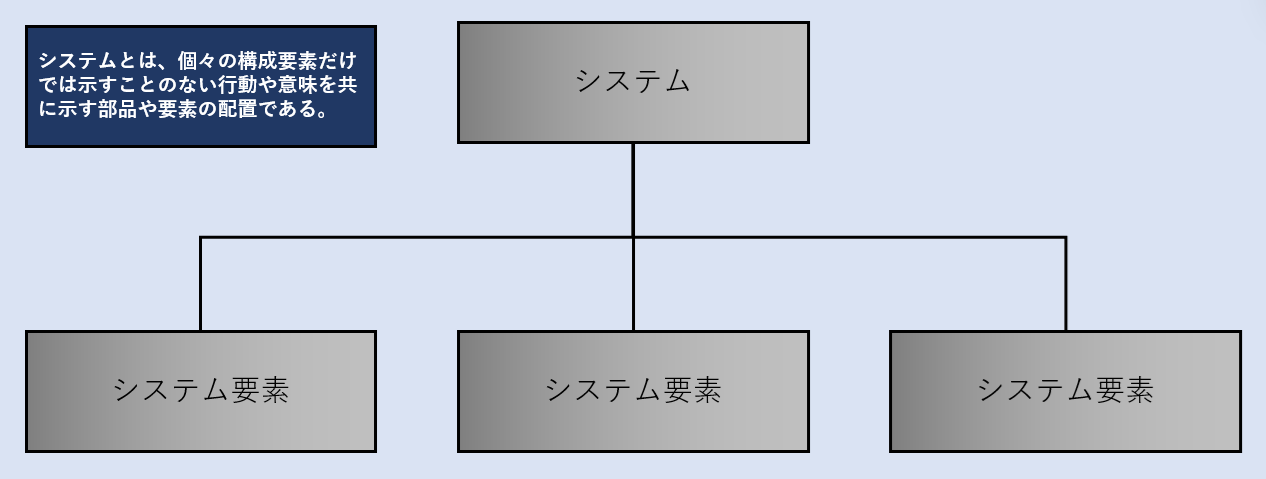 システムとは、個々の構成要素だけ
では示すことのない行動や意味を共
に示す部品や要素の配置である。
システム
システム要素
システム要素
システム要素